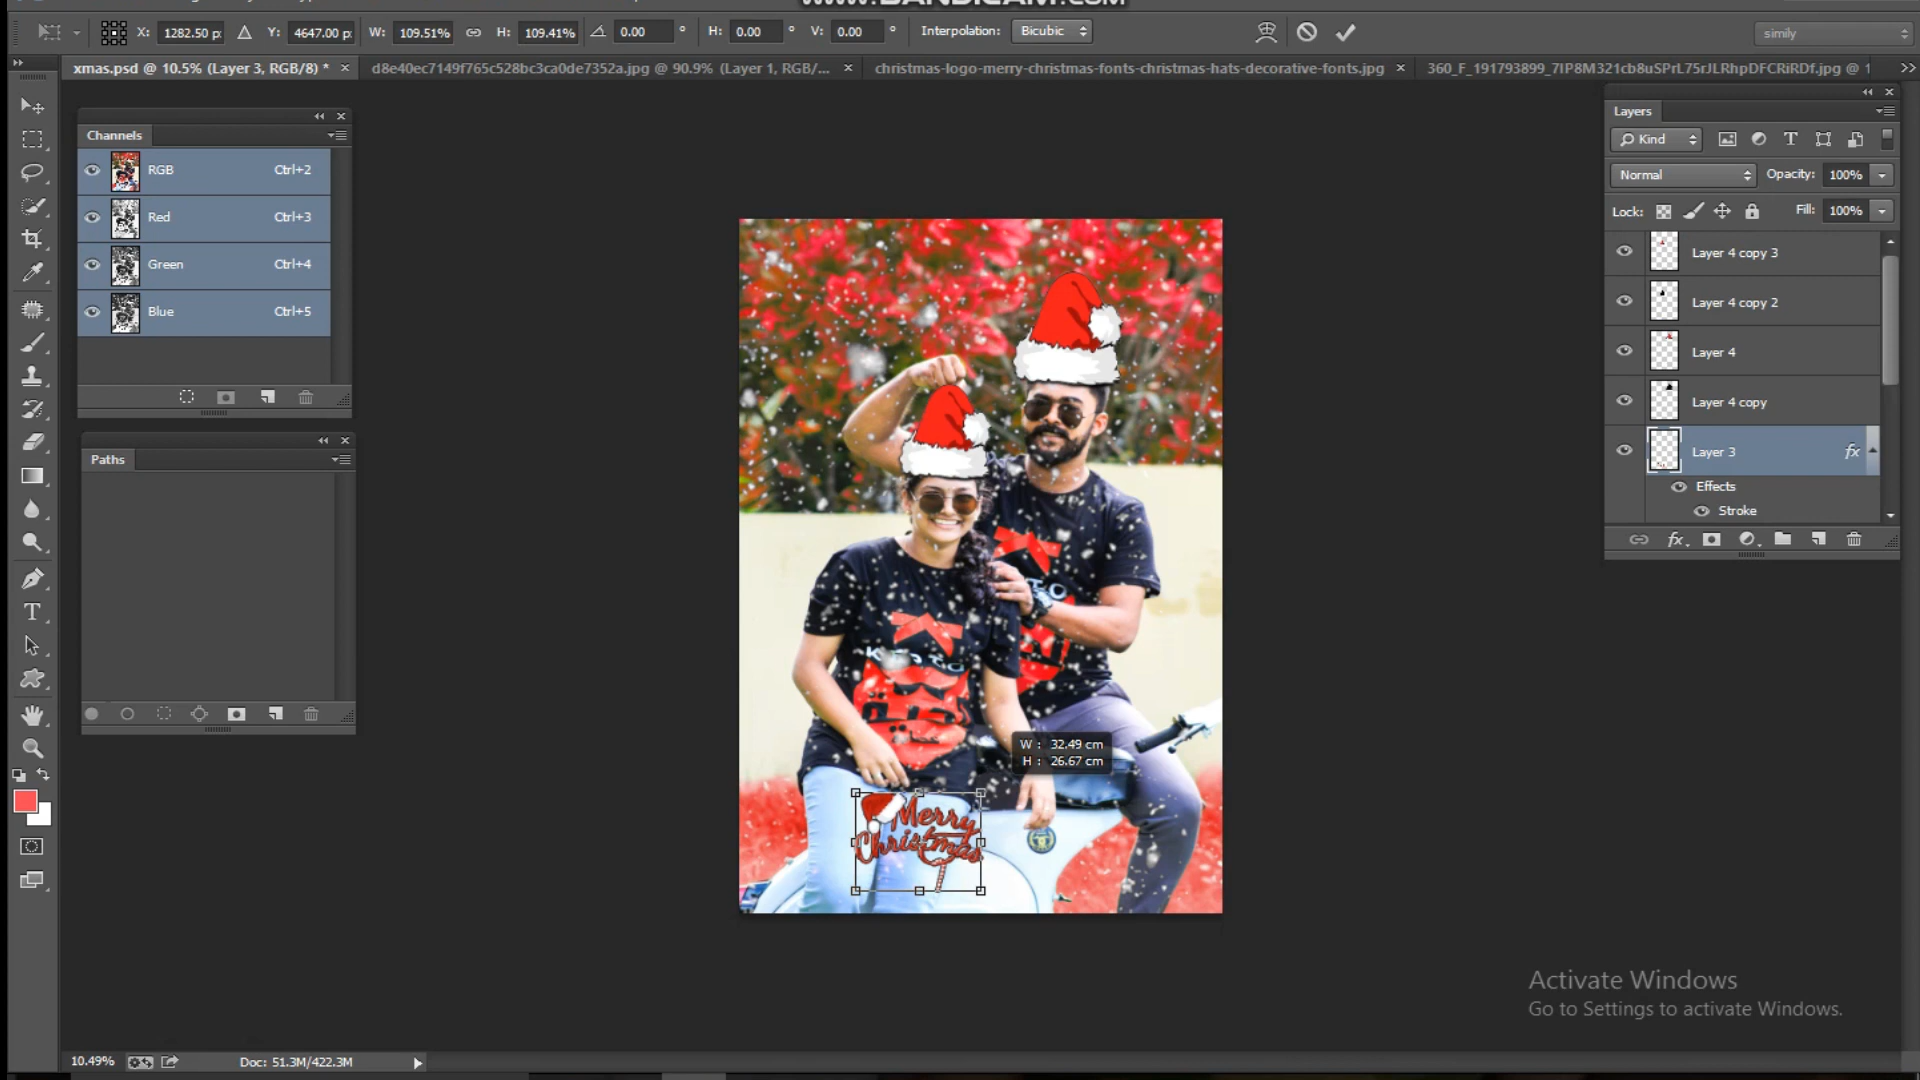 www.BANDICAM.com
X: 1282.50 p: Y: 4647.00 p: W: 109.51% H: 109.41% 0.00 ° H: 0.00 ° V: 0.00 ° Interpolation: Bicubic
simily
xmas.psd @ 10.5% (Layer 3, RGB/8) * × d8e40ec7149f765c528bc3ca0de7352a.jpg @ 90.9% (Layer 1, RGB/... × christmas-logo-merry-christmas-fonts-christmas-hats-decorative-fonts.jpg × 360_F_191793899_7IP8M321cb8uSPrL75rJLRhpDFCRiRDf.jpg @ 1
Channels
RGB Ctrl+2
Red Ctrl+3
Green Ctrl+4
Blue Ctrl+5
Paths
Layers
Kind
Normal Opacity: 100%
Lock: Fill: 100%
Layer 4 copy 3
Layer 4 copy 2
Layer 4
Layer 4 copy
Layer 3 fx
Effects
Stroke
fx
W : 32.49 cm
H : 26.67 cm
Merry
Christmas
Activate Windows
Go to Settings to activate Windows.
10.49% Doc: 51.3M/422.3M